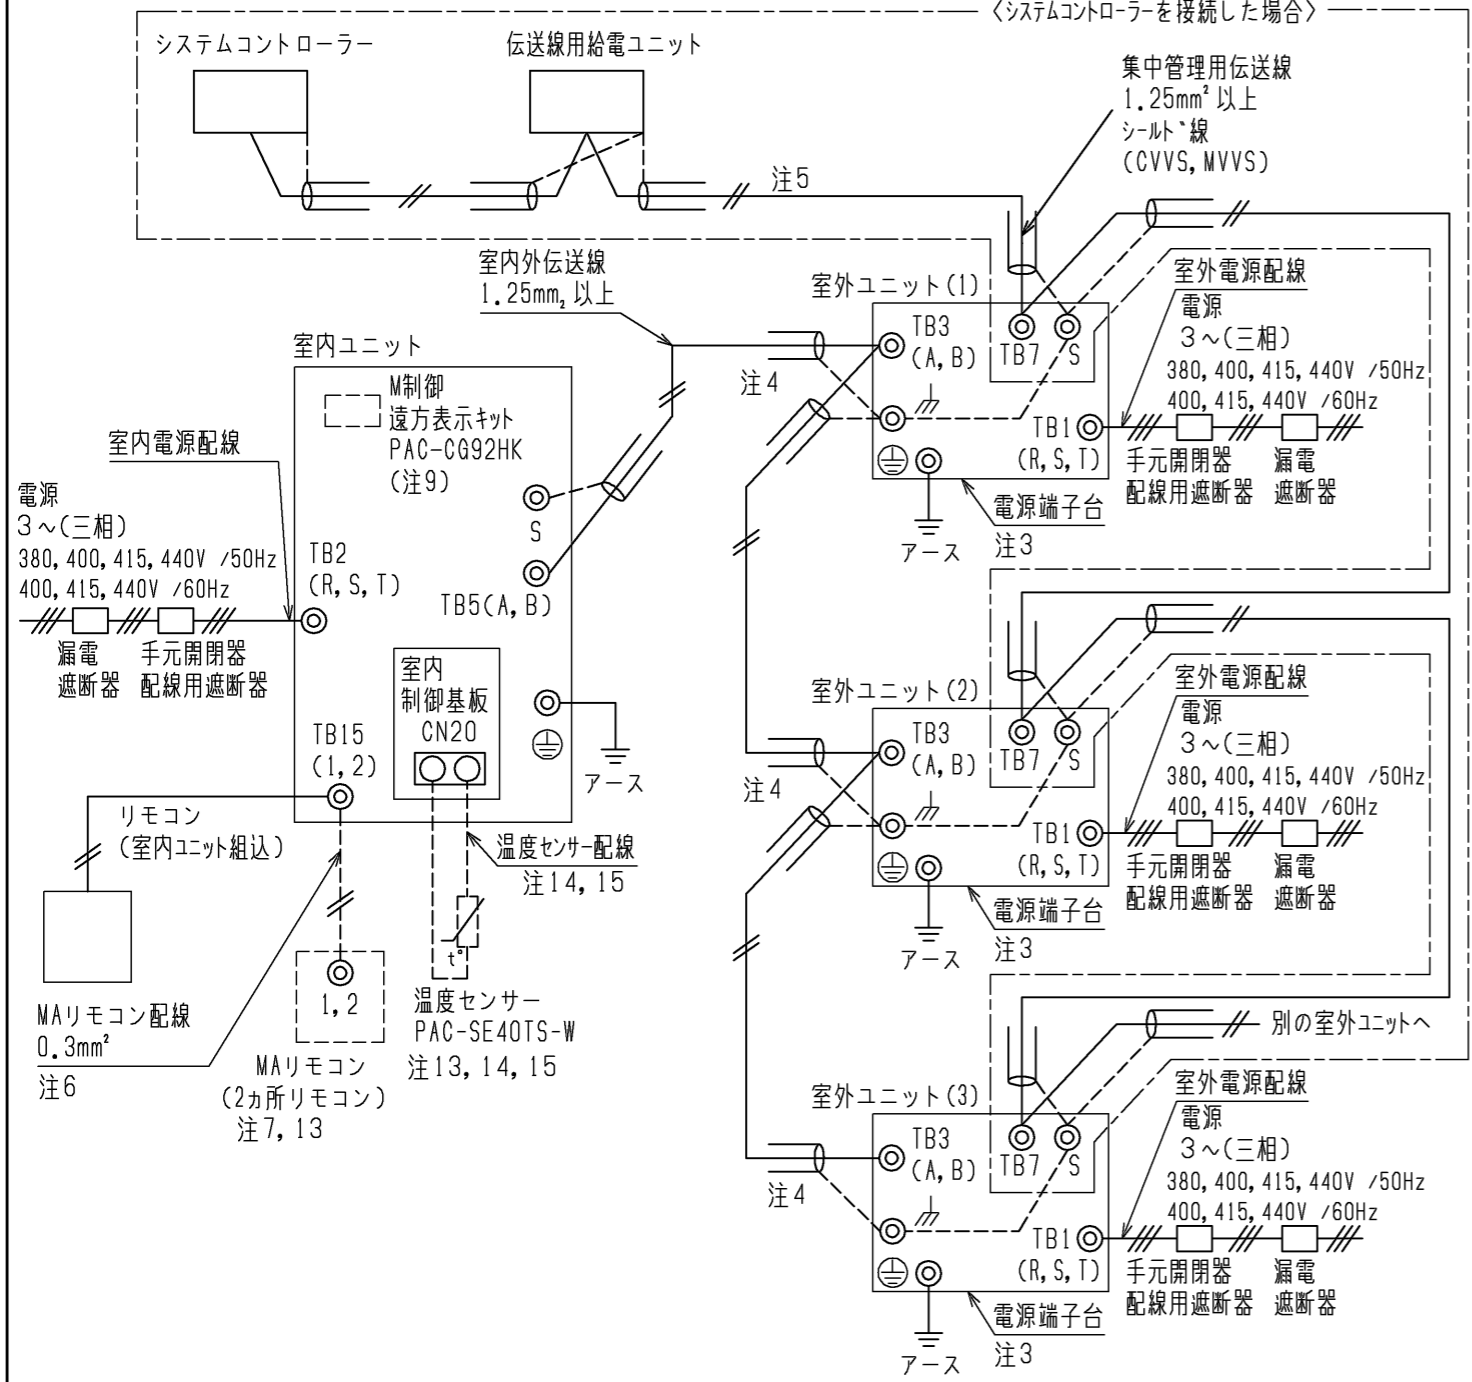 〈システムコントローラーを接続した場合〉
システムコントローラー
伝送線用給電ユニット
集中管理用伝送線
1.25mm²以上
シールド線
(CVVS,MVVS)
注5
室内外伝送線
1.25mm²以上
室内ユニット
M制御
遠方表示キット
PAC-CG92HK
(注9)
室内電源配線
電源
3～(三相)
380,400,415,440V /50Hz
400,415,440V /60Hz
漏電
遮断器
手元開閉器
配線用遮断器
TB2
(R,S,T)
S
TB5(A,B)
室内
制御基板
CN20
TB15
(1,2)
アース
リモコン
(室内ユニット組込)
温度センサー配線
注14,15
t°
1,2
MAリモコン配線
0.3mm²
注6
MAリモコン
(2ヵ所リモコン)
注7,13
温度センサー
PAC-SE40TS-W
注13,14,15
室外ユニット(1)
注4
TB3
(A,B)
TB7
S
TB1
(R,S,T)
室外電源配線
電源
3～(三相)
380,400,415,440V /50Hz
400,415,440V /60Hz
手元開閉器
配線用遮断器
漏電
遮断器
電源端子台
注3
アース
室外ユニット(2)
注4
TB3
(A,B)
TB7
S
TB1
(R,S,T)
室外電源配線
電源
3～(三相)
380,400,415,440V /50Hz
400,415,440V /60Hz
手元開閉器
配線用遮断器
漏電
遮断器
電源端子台
注3
アース
別の室外ユニットへ
室外ユニット(3)
注4
TB3
(A,B)
TB7
S
TB1
(R,S,T)
室外電源配線
電源
3～(三相)
380,400,415,440V /50Hz
400,415,440V /60Hz
手元開閉器
配線用遮断器
漏電
遮断器
電源端子台
注3
アース